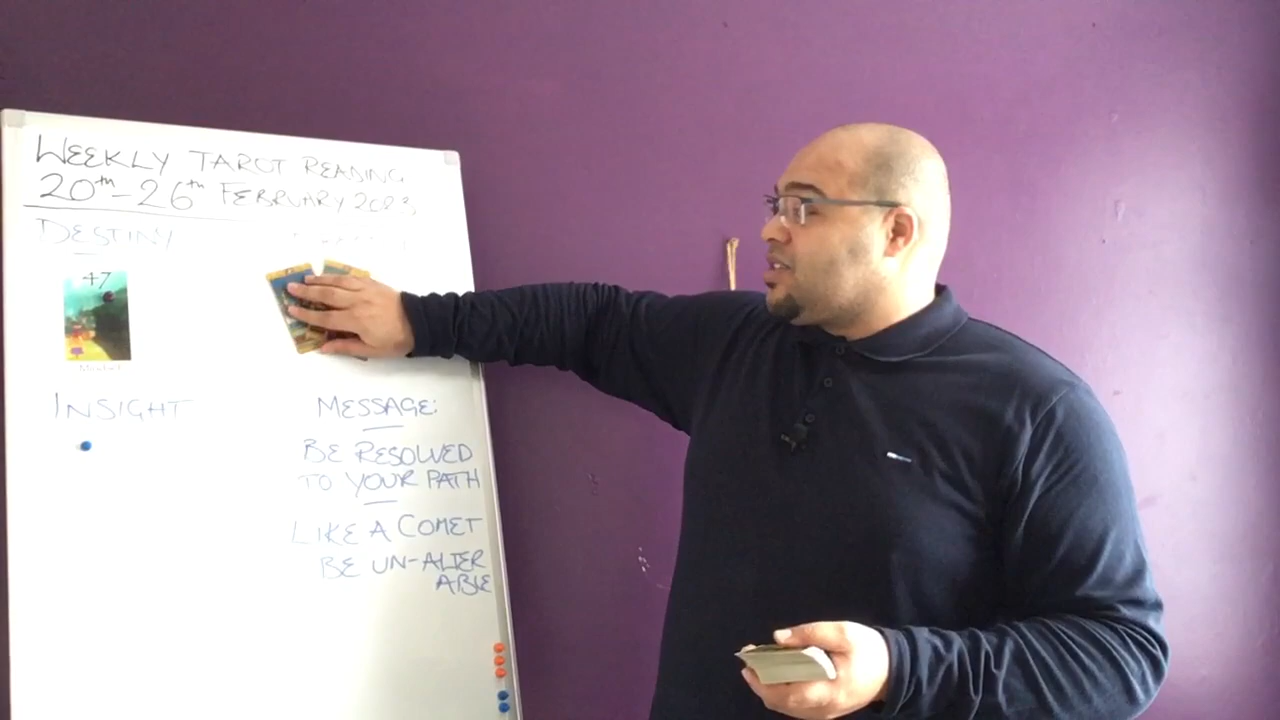 WEEKLY TAROT READING
20th-26th FEBRUARY 2023
DESTINY
47
INSIGHT
MESSAGE:
BE RESOLVED
TO YOUR PATH
LIKE A COMET
BE UN-ALTER
ABLE